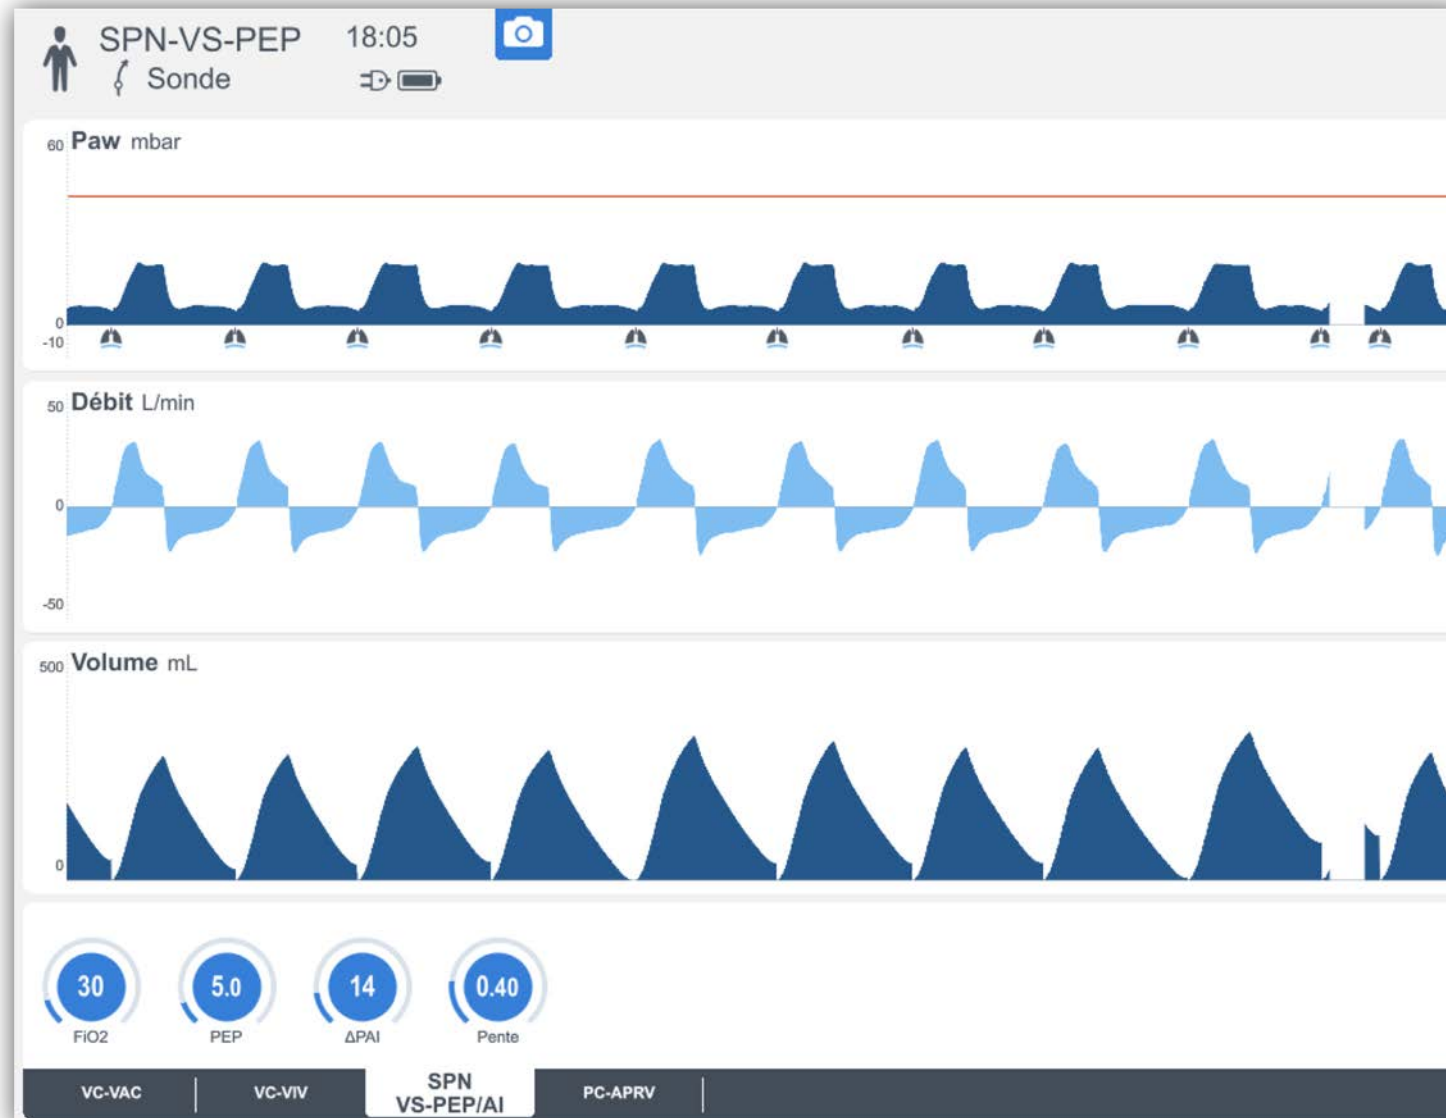 SPN-VS-PEP 18:05
Sonde
60 Paw mbar
0
-10
50 Débit L/min
0
-50
500 Volume mL
0
30 5.0 14 0.40
FiO2 PEP ΔPAI Pente
VC-VAC VC-VIV SPN VS-PEP/AI PC-APRV